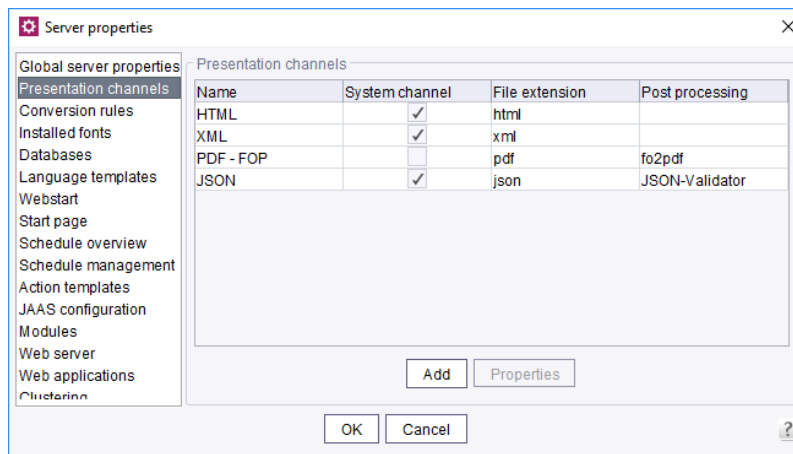 Server properties
Global server properties
Presentation channels
Conversion rules
Installed fonts
Databases
Language templates
Webstart
Start page
Schedule overview
Schedule management
Action templates
JAAS configuration
Modules
Web server
Web applications
Clustering
Presentation channels
Name System channel File extension Post processing
HTML html
XML xml
PDF - FOP pdf fo2pdf
JSON json JSON-Validator
Add Properties
OK Cancel ?